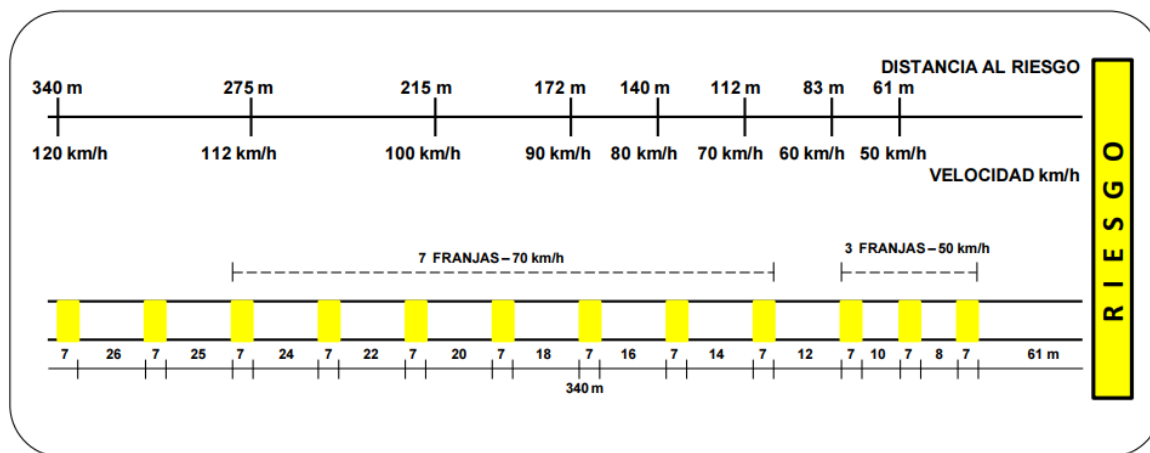 DISTANCIA AL RIESGO
340 m 275 m 215 m 172 m 140 m 112 m 83 m 61 m
120 km/h 112 km/h 100 km/h 90 km/h 80 km/h 70 km/h 60 km/h 50 km/h
VELOCIDAD km/h
7 FRANJAS – 70 km/h 3 FRANJAS – 50 km/h
7 26 7 25 7 24 7 22 7 20 7 18 7 16 7 14 7 12 7 10 7 8 7 61 m
340 m
RIESGO